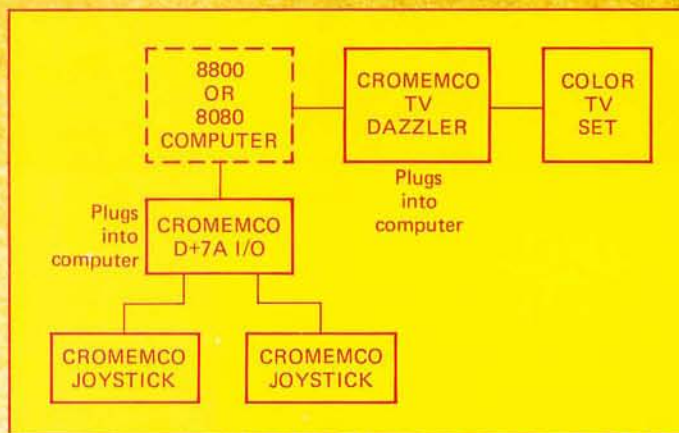 8800
OR
8080
COMPUTER
CROMEMCO
TV
DAZZLER
COLOR
TV
SET
Plugs
into
computer
Plugs
into
computer
CROMEMCO
D+7A I/O
CROMEMCO
JOYSTICK
CROMEMCO
JOYSTICK